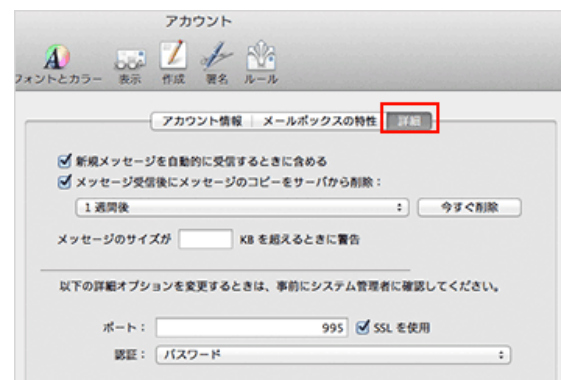 アカウント
フォントとカラー 表示 作成 署名 ルール
アカウント情報 メールボックスの特性 詳細
新規メッセージを自動的に受信するときに含める
メッセージ受信後にメッセージのコピーをサーバから削除：
1 週間後 今すぐ削除
メッセージのサイズが KB を超えるときに警告
以下の詳細オプションを変更するときは、事前にシステム管理者に確認してください。
ポート： 995 SSL を使用
認証： パスワード